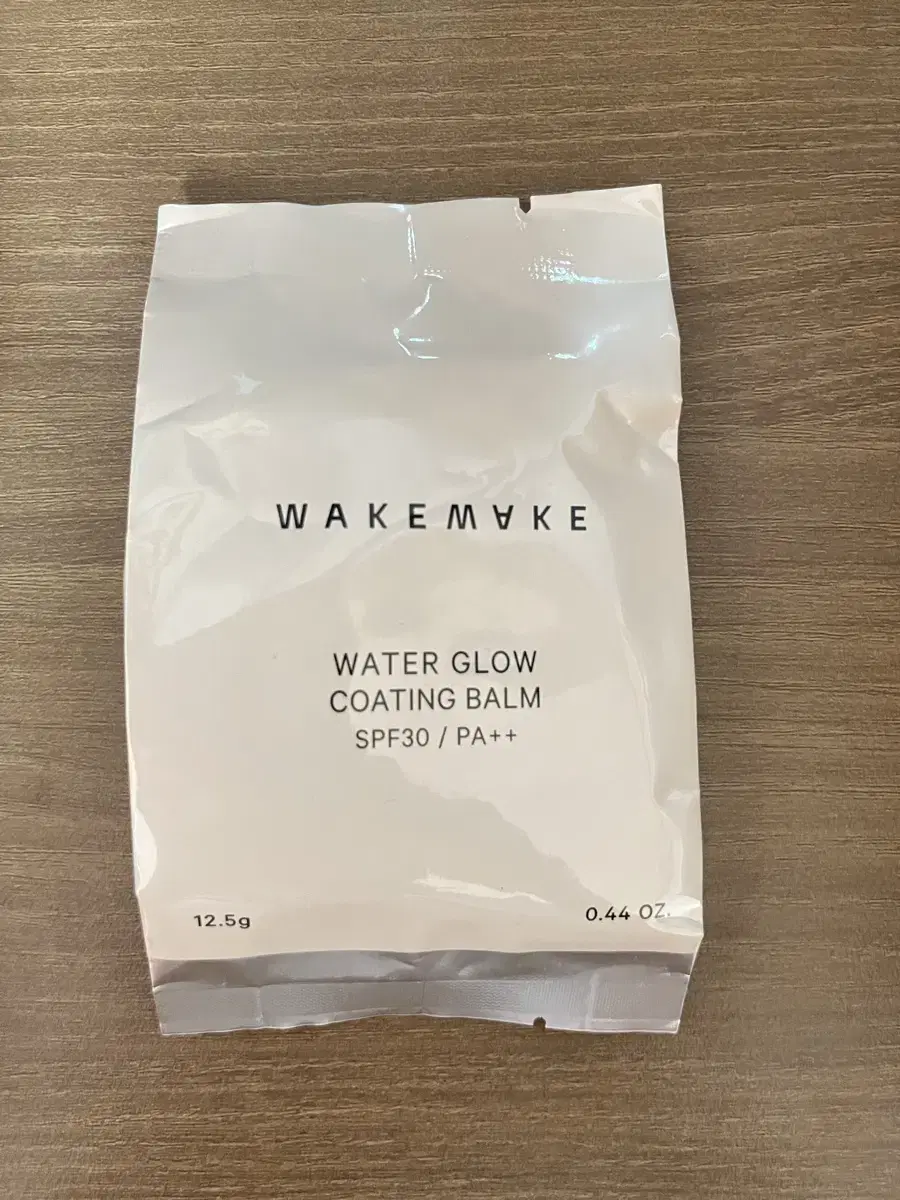 WAKEMAKE
WATER GLOW
COATING BALM
SPF30 / PA++
12.5g
0.44 OZ.